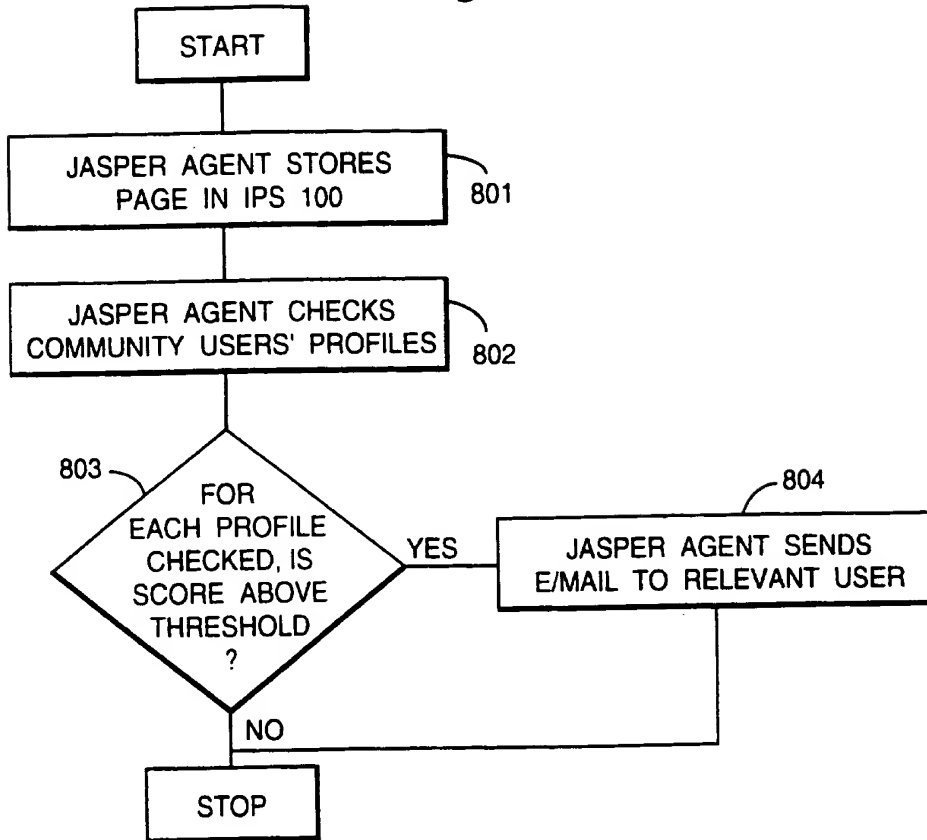 START
JASPER AGENT STORES
PAGE IN IPS 100
801
JASPER AGENT CHECKS
COMMUNITY USERS' PROFILES
802
803
FOR
EACH PROFILE
CHECKED, IS
SCORE ABOVE
THRESHOLD
?
YES
804
JASPER AGENT SENDS
E/MAIL TO RELEVANT USER
NO
STOP